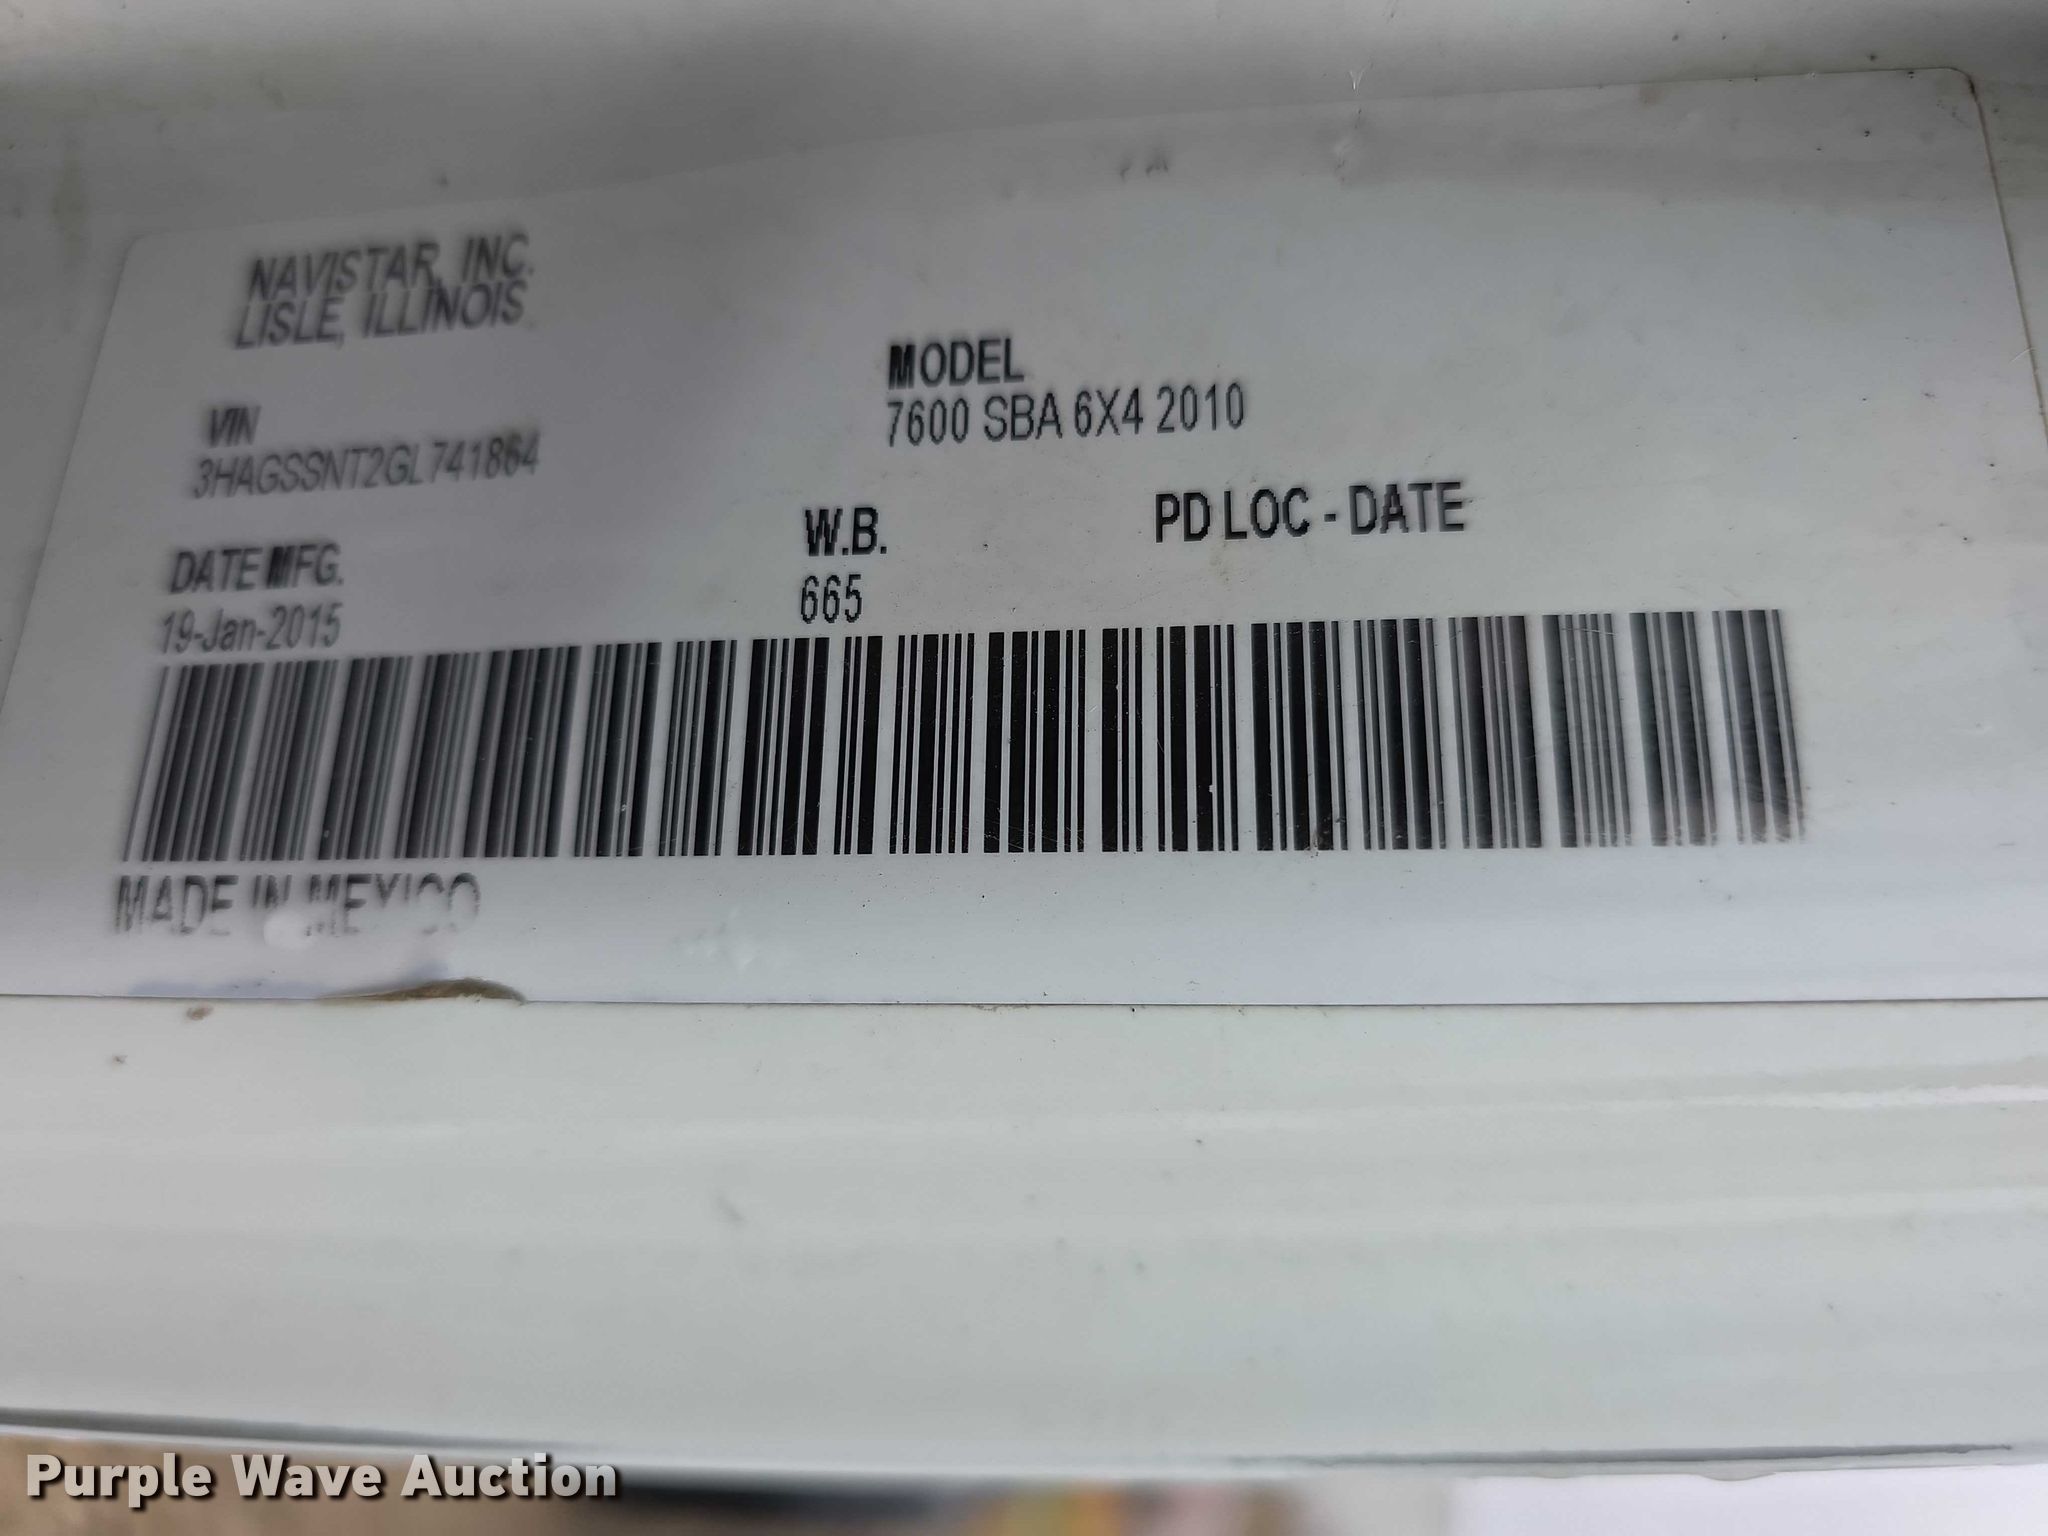 NAVISTAR, INC.
LISLE, ILLINOIS
VIN
3HAGSSNT2GL741864
MODEL
7600 SBA 6X4 2010
DATE MFG.
19-Jan-2015
W.B.
665
PD LOC - DATE
MADE IN MEXICO
Purple Wave Auction